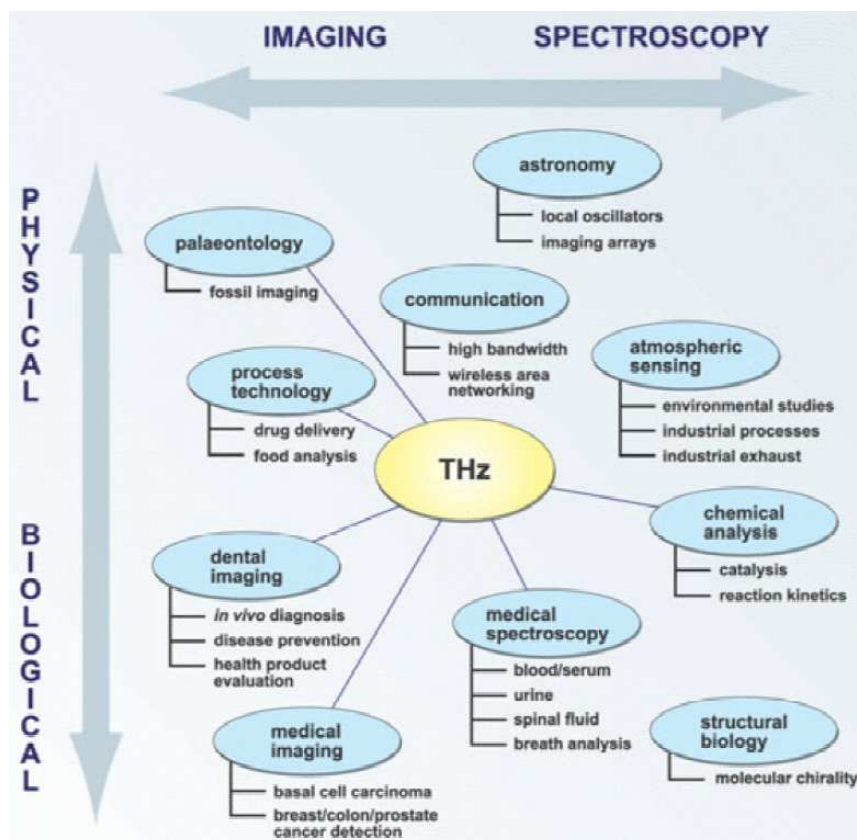 IMAGING
SPECTROSCOPY
PHYSICAL
BIOLOGICAL
astronomy
local oscillators
imaging arrays
palaeontology
fossil imaging
communication
high bandwidth
wireless area
networking
atmospheric
sensing
environmental studies
industrial processes
industrial exhaust
process
technology
drug delivery
food analysis
THz
chemical
analysis
catalysis
reaction kinetics
dental
imaging
in vivo diagnosis
disease prevention
health product
evaluation
medical
spectroscopy
blood/serum
urine
spinal fluid
breath analysis
medical
imaging
basal cell carcinoma
breast/colon/prostate
cancer detection
structural
biology
molecular chirality